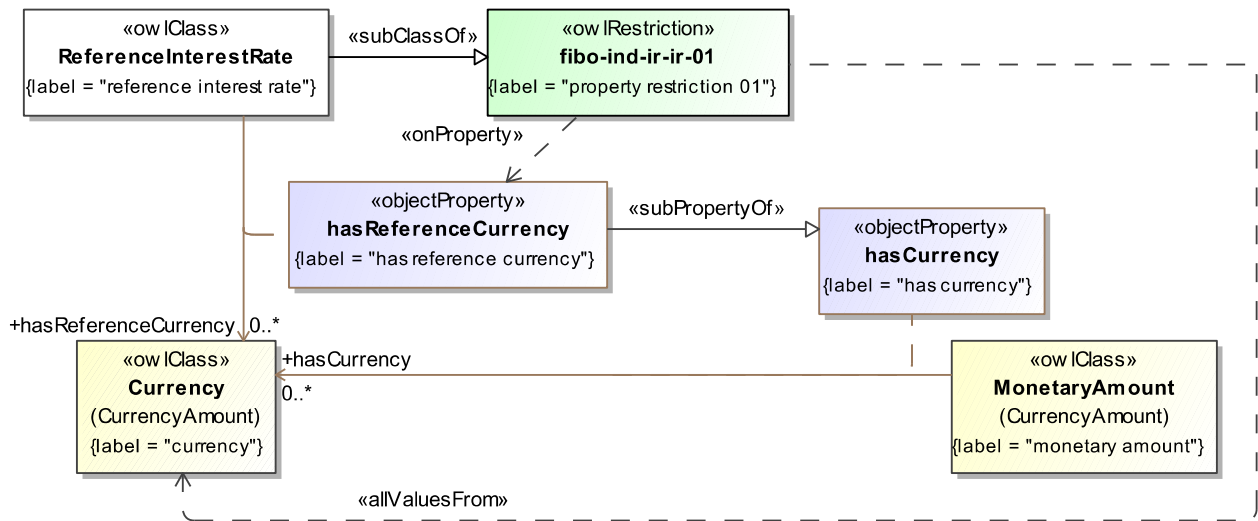 «owlClass»
ReferenceInterestRate
{label = "reference interest rate"}
«subClassOf»
«owlRestriction»
fibo-ind-ir-ir-01
{label = "property restriction 01"}
«onProperty»
«objectProperty»
hasReferenceCurrency
{label = "has reference currency"}
«subPropertyOf»
«objectProperty»
hasCurrency
{label = "has currency"}
+hasReferenceCurrency 0..*
«owlClass»
Currency
(CurrencyAmount)
{label = "currency"}
+hasCurrency
0..*
«owlClass»
MonetaryAmount
(CurrencyAmount)
{label = "monetary amount"}
«allValuesFrom»